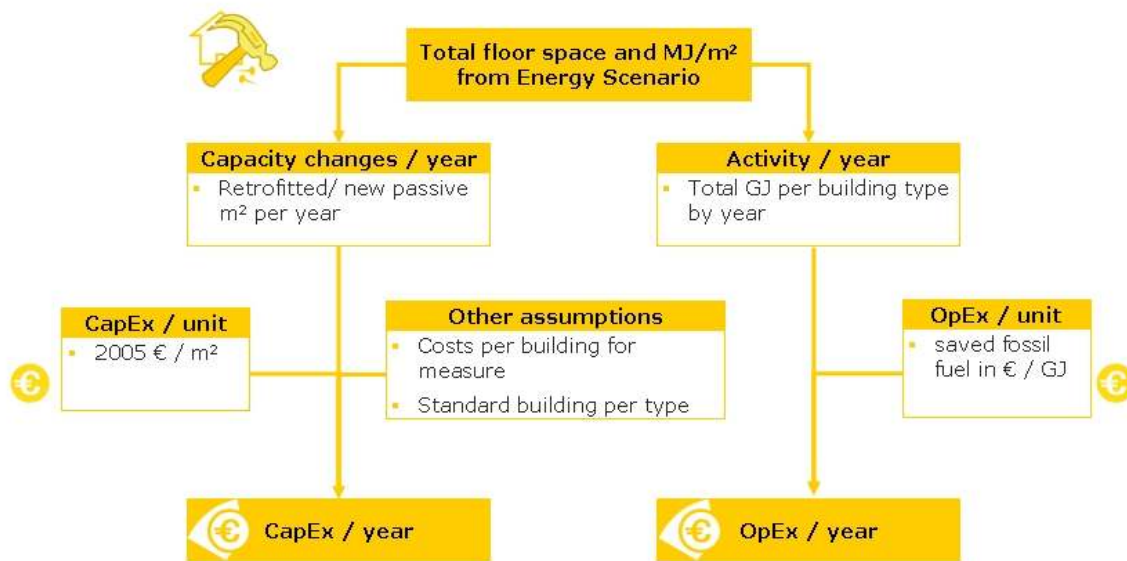 Total floor space and MJ/m²
from Energy Scenario
Capacity changes / year
▪ Retrofitted/ new passive
m² per year
Activity / year
▪ Total GJ per building type
by year
CapEx / unit
▪ 2005 € / m²
Other assumptions
▪ Costs per building for
measure
▪ Standard building per type
OpEx / unit
▪ saved fossil
fuel in € / GJ
€
€
€ CapEx / year
€ OpEx / year